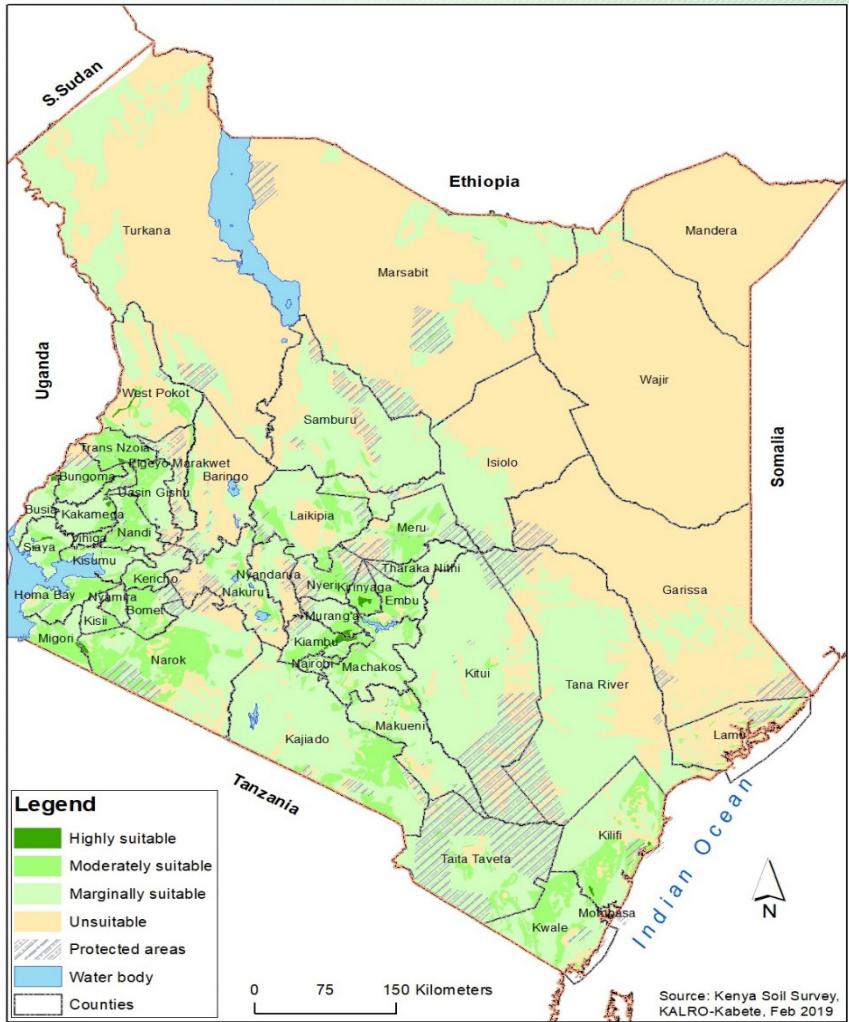 S.Sudan
Ethiopia
Turkana
Mandera
Marsabit
Uganda
Wajir
West Pokot
Samburu
Somalia
Trans Nzoia
Elgeyo Marakwet
Isiolo
Bungoma
Baringo
Uasin Gishu
Busia
Kakamega
Laikipia
Meru
Nandi
Siaya
Vihiga
Kisumu
Tharaka Nithi
Nyandarua
Kericho
Nyeri
Kirinyaga
Garissa
Homa Bay
Nyamira
Nakuru
Embu
Bomet
Murang'a
Kisii
Migori
Kiambu
Narok
Nairobi
Machakos
Kitui
Tana River
Makueni
Lamu
Kajiado
Tanzania
Kilifi
Taita Taveta
Indian Ocean
Mombasa
Kwale
N
Legend
Highly suitable
Moderately suitable
Marginally suitable
Unsuitable
Protected areas
Water body
Counties
0 75 150 Kilometers
Source: Kenya Soil Survey,
KALRO-Kabete, Feb 2019